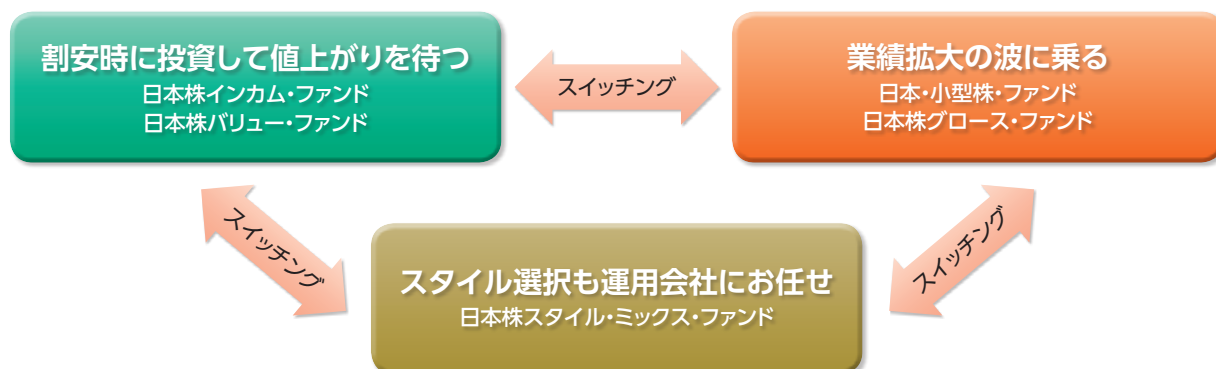 割安時に投資して値上がりを待つ
日本株インカム・ファンド
日本株バリュー・ファンド
スイッチング
業績拡大の波に乗る
日本・小型株・ファンド
日本株グロース・ファンド
スイッチング
スタイル選択も運用会社にお任せ
日本株スタイル・ミックス・ファンド
スイッチング